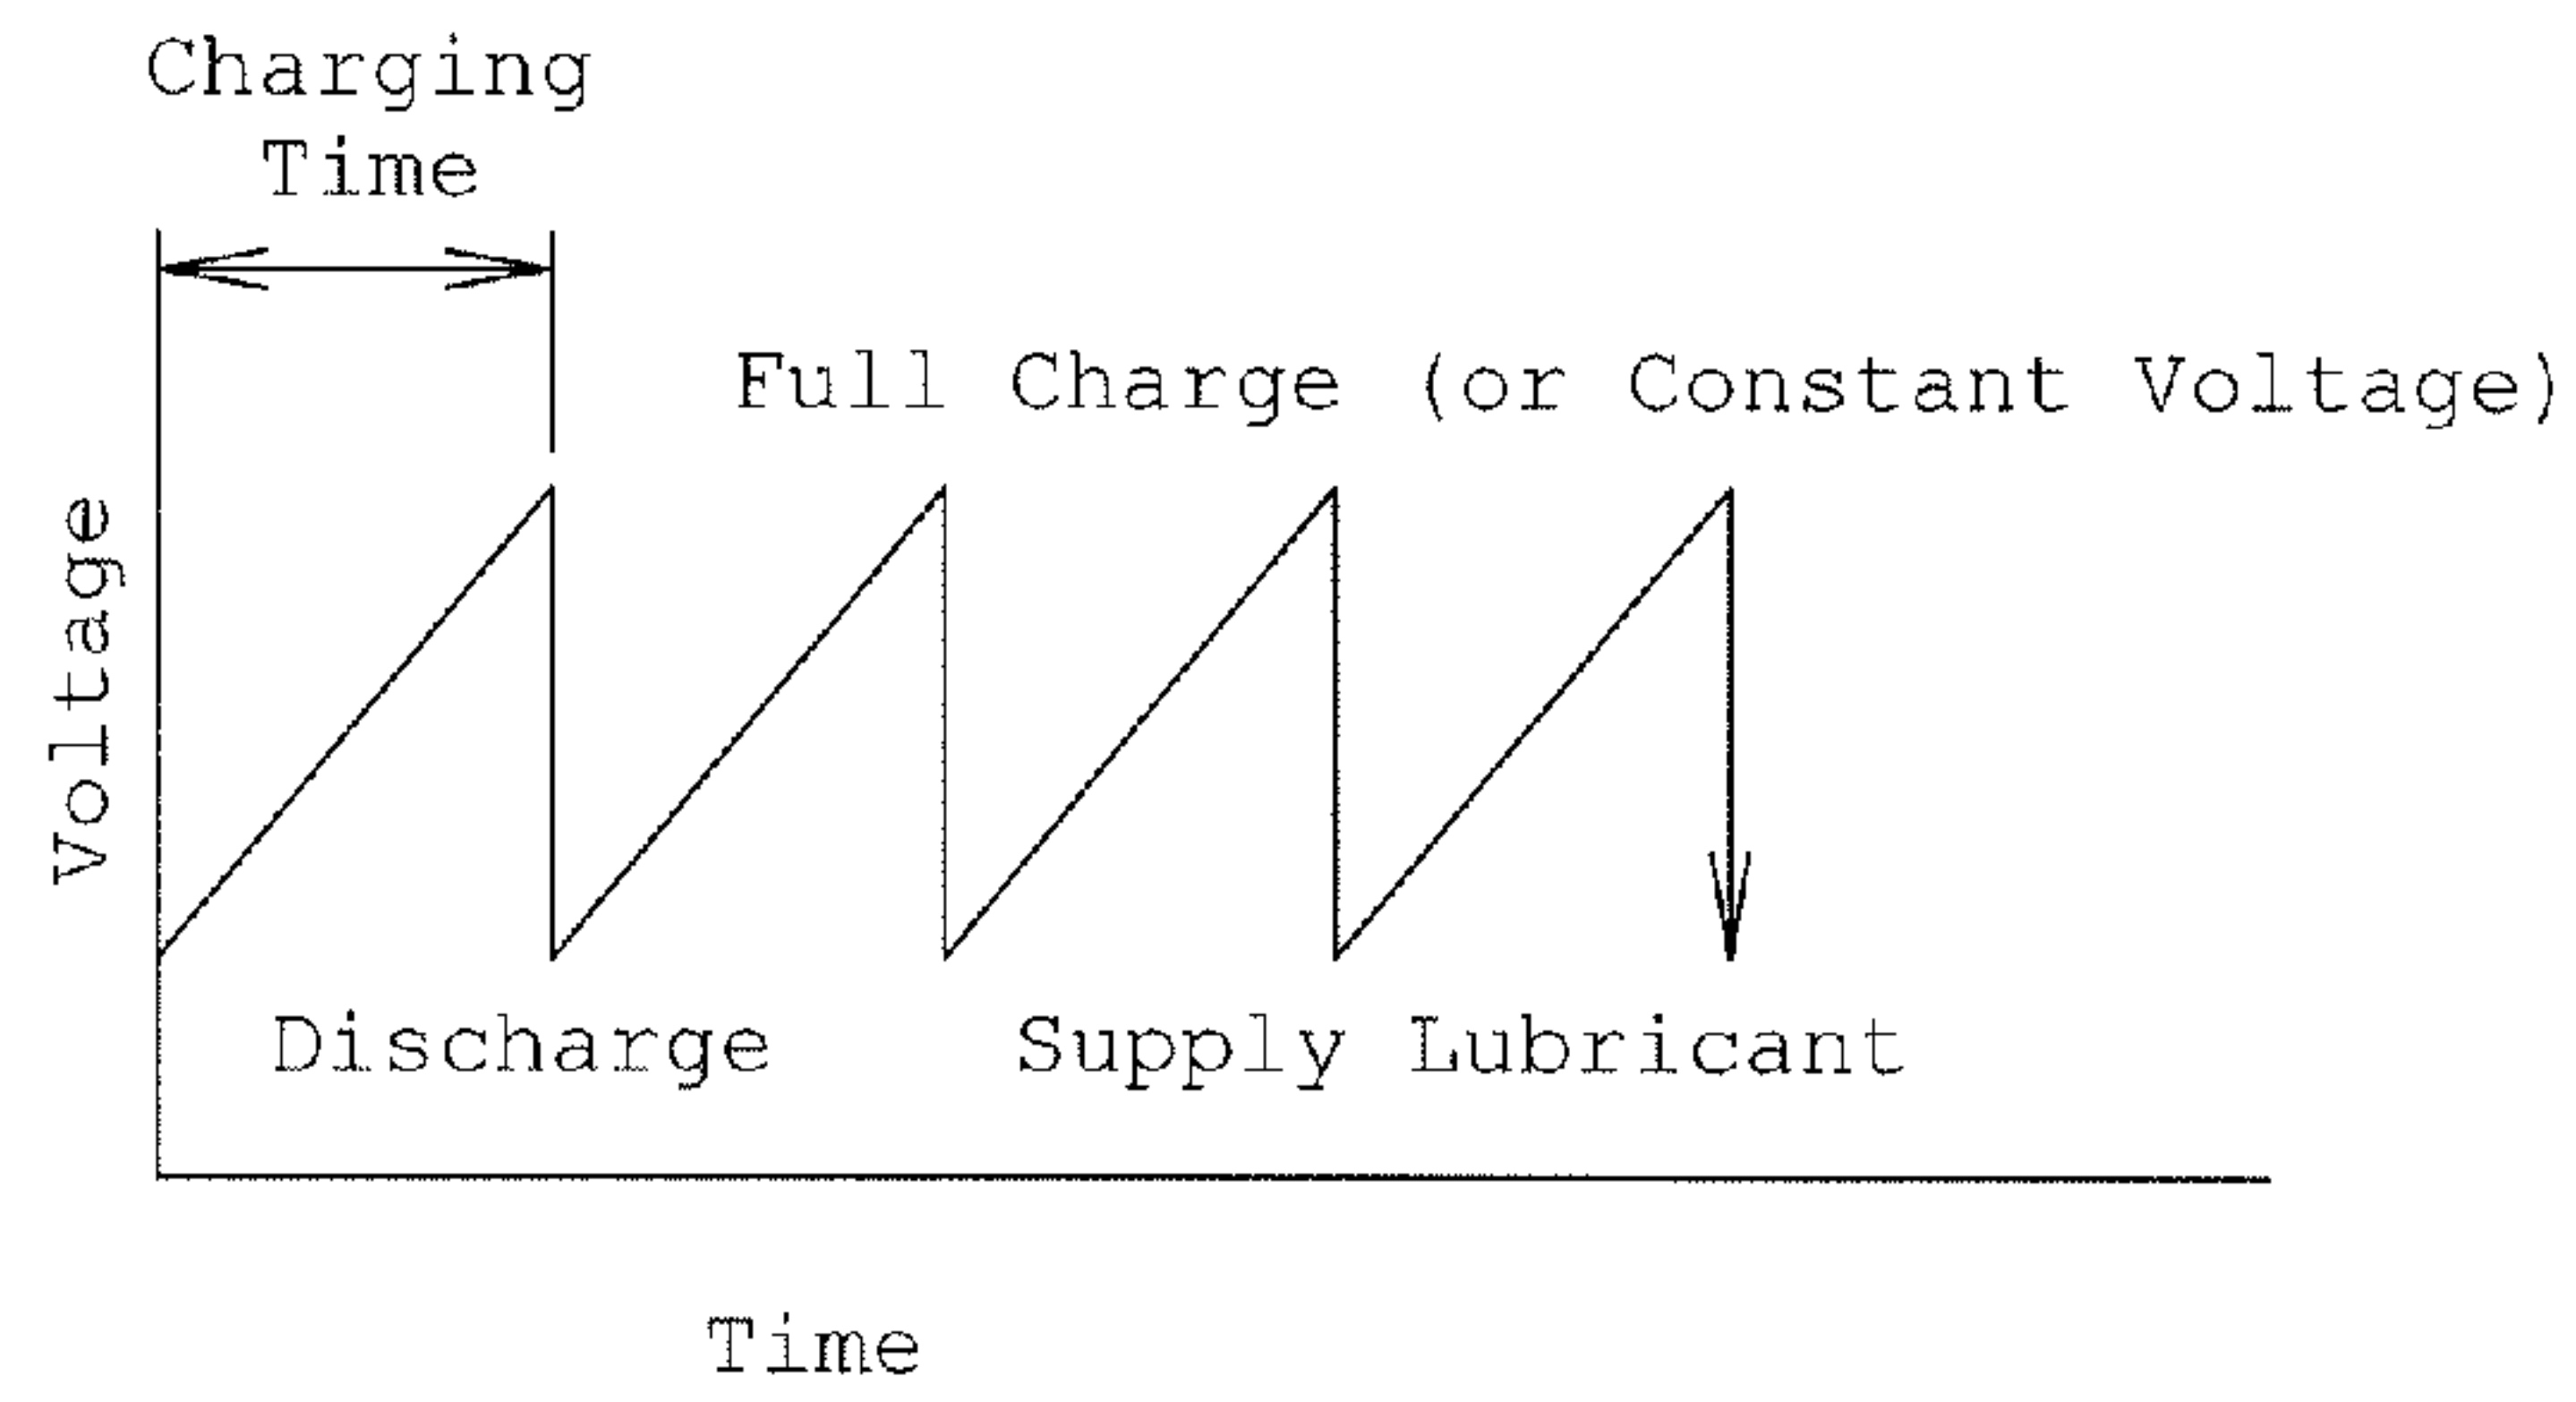 Charging
Time
Full Charge (or Constant Voltage)
Voltage
Discharge
Supply Lubricant
Time